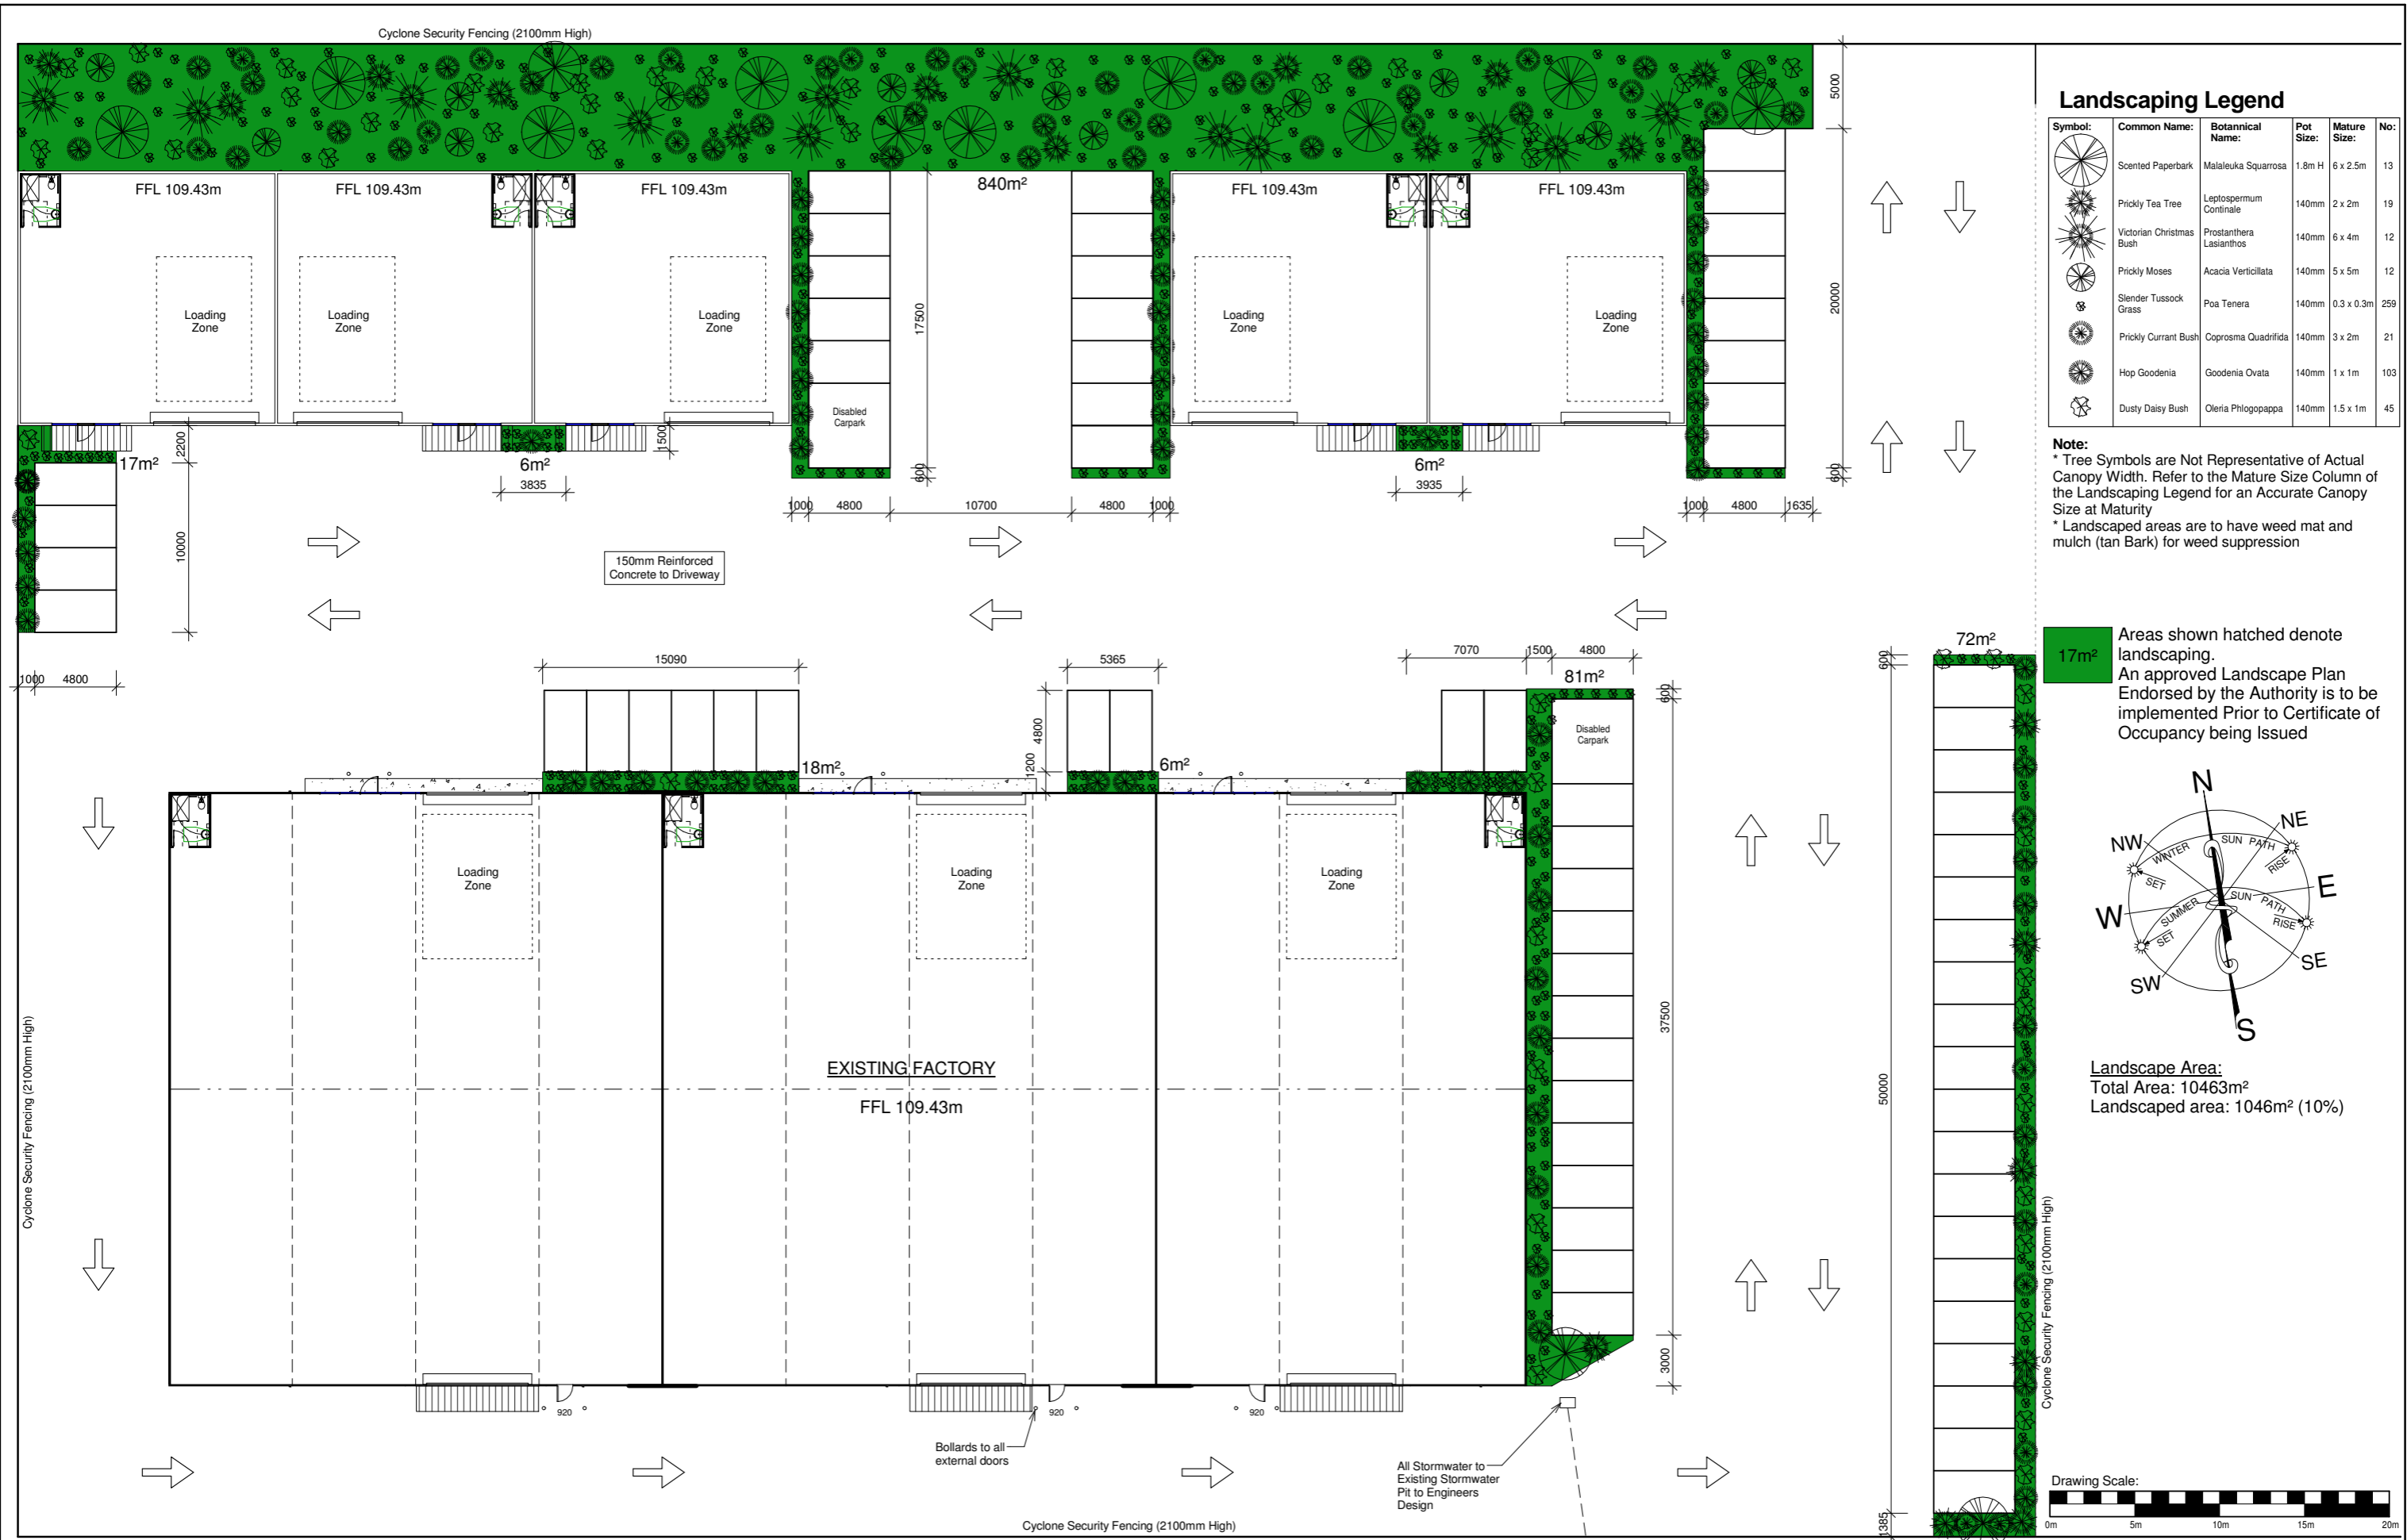 Cyclone Security Fencing (2100mm High)
5000
FFL 109.43m
FFL 109.43m
FFL 109.43m
840m²
FFL 109.43m
FFL 109.43m
Loading
Zone
Loading
Zone
Loading
Zone
Loading
Zone
Loading
Zone
17500
20000
Disabled
Carpark
2200
1500
17m²
6m²
6m²
600
600
3835
3935
1000
4800
10700
4800
1000
1000
4800
1635
10000
150mm Reinforced
Concrete to Driveway
1000
4800
15090
5365
7070
1500
4800
72m²
600
81m²
600
4800
1200
Disabled
Carpark
18m²
6m²
Loading
Zone
Loading
Zone
Loading
Zone
EXISTING FACTORY
FFL 109.43m
37500
50000
3000
1385
Cyclone Security Fencing (2100mm High)
Cyclone Security Fencing (2100mm High)
920
920
920
Bollards to all
external doors
All Stormwater to
Existing Stormwater
Pit to Engineers
Design
Cyclone Security Fencing (2100mm High)
Landscaping Legend
Symbol: Common Name: Botannical Name: Pot Size: Mature Size: No:
Scented Paperbark Malaleuka Squarrosa 1.8m H 6 x 2.5m 13
Prickly Tea Tree Leptospermum Continale 140mm 2 x 2m 19
Victorian Christmas Bush Prostanthera Lasianthos 140mm 6 x 4m 12
Prickly Moses Acacia Verticillata 140mm 5 x 5m 12
Slender Tussock Grass Poa Tenera 140mm 0.3 x 0.3m 259
Prickly Currant Bush Coprosma Quadrifida 140mm 3 x 2m 21
Hop Goodenia Goodenia Ovata 140mm 1 x 1m 103
Dusty Daisy Bush Oleria Phlogopappa 140mm 1.5 x 1m 45
Note:
* Tree Symbols are Not Representative of Actual
Canopy Width. Refer to the Mature Size Column of
the Landscaping Legend for an Accurate Canopy
Size at Maturity
* Landscaped areas are to have weed mat and
mulch (tan Bark) for weed suppression
17m²
Areas shown hatched denote
landscaping.
An approved Landscape Plan
Endorsed by the Authority is to be
implemented Prior to Certificate of
Occupancy being Issued
N
NE
NW
WINTER
SUN PATH
RISE
SET
E
W
SUMMER
SUN PATH
RISE
SET
SE
SW
S
Landscape Area:
Total Area: 10463m²
Landscaped area: 1046m² (10%)
Drawing Scale:
0m 5m 10m 15m 20m